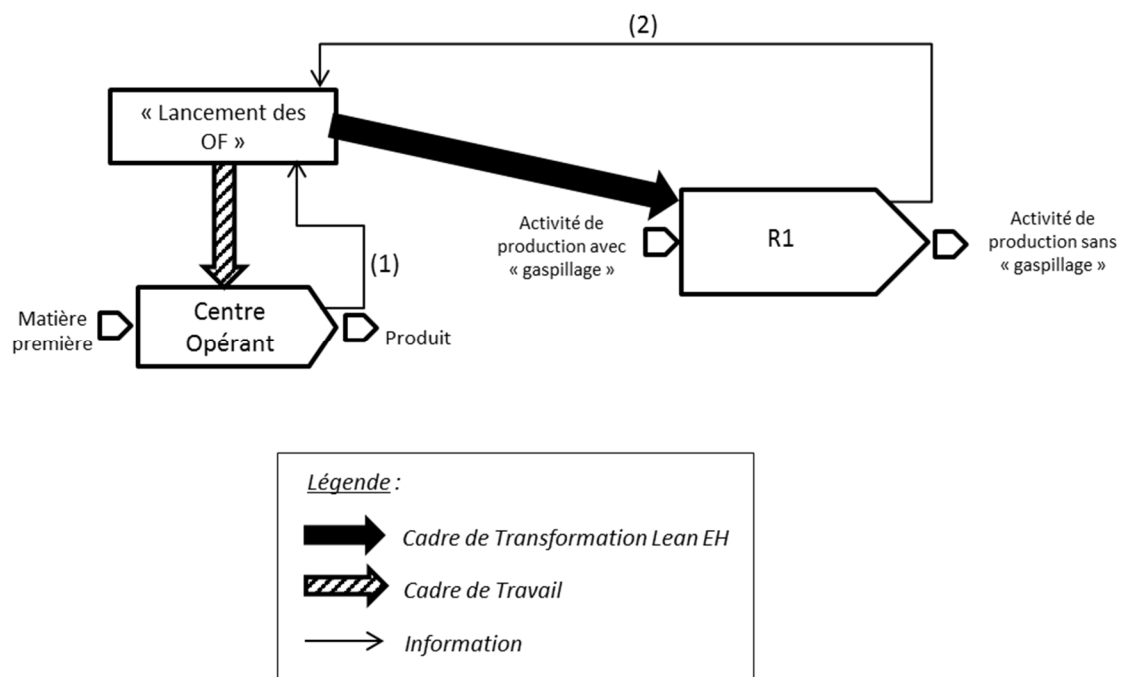 (2)
« Lancement des
OF »
Activité de
production avec
« gaspillage »
R1
Activité de
production sans
« gaspillage »
(1)
Matière
première
Centre
Opérant
Produit
Légende :
Cadre de Transformation Lean EH
Cadre de Travail
Information